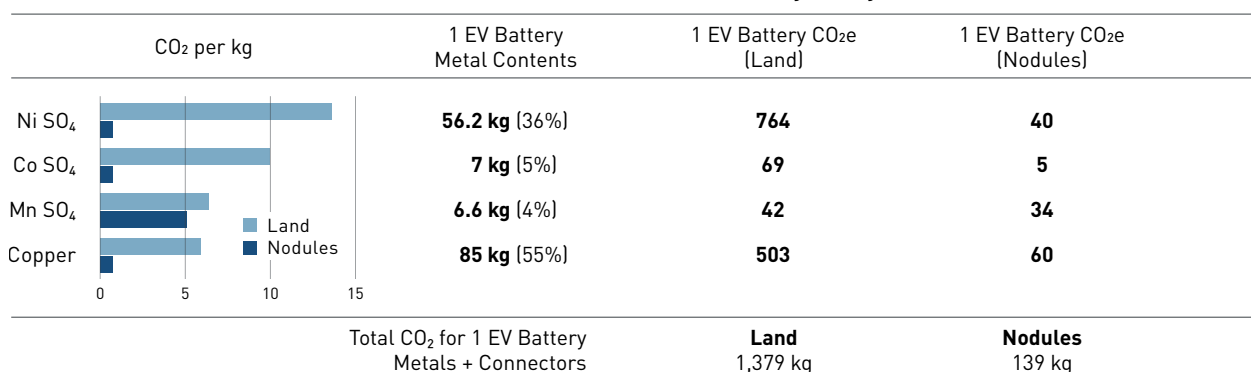 CO₂ per kg
1 EV Battery
Metal Contents
1 EV Battery CO₂e
(Land)
1 EV Battery CO₂e
(Nodules)
Ni SO₄
56.2 kg (36%)
764
40
Co SO₄
7 kg (5%)
69
5
Mn SO₄
6.6 kg (4%)
42
34
Land
Nodules
Copper
85 kg (55%)
503
60
0 5 10 15
Total CO₂ for 1 EV Battery
Metals + Connectors
Land
1,379 kg
Nodules
139 kg